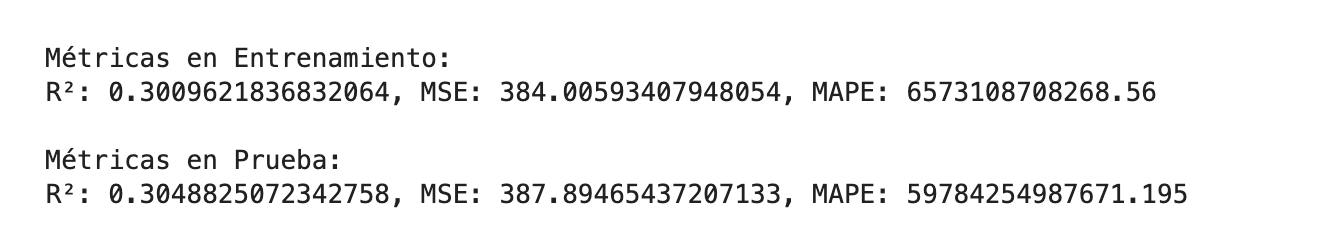 Métricas en Entrenamiento:
R²: 0.3009621836832064, MSE: 384.00593407948054, MAPE: 6573108708268.56
Métricas en Prueba:
R²: 0.3048825072342758, MSE: 387.89465437207133, MAPE: 59784254987671.195